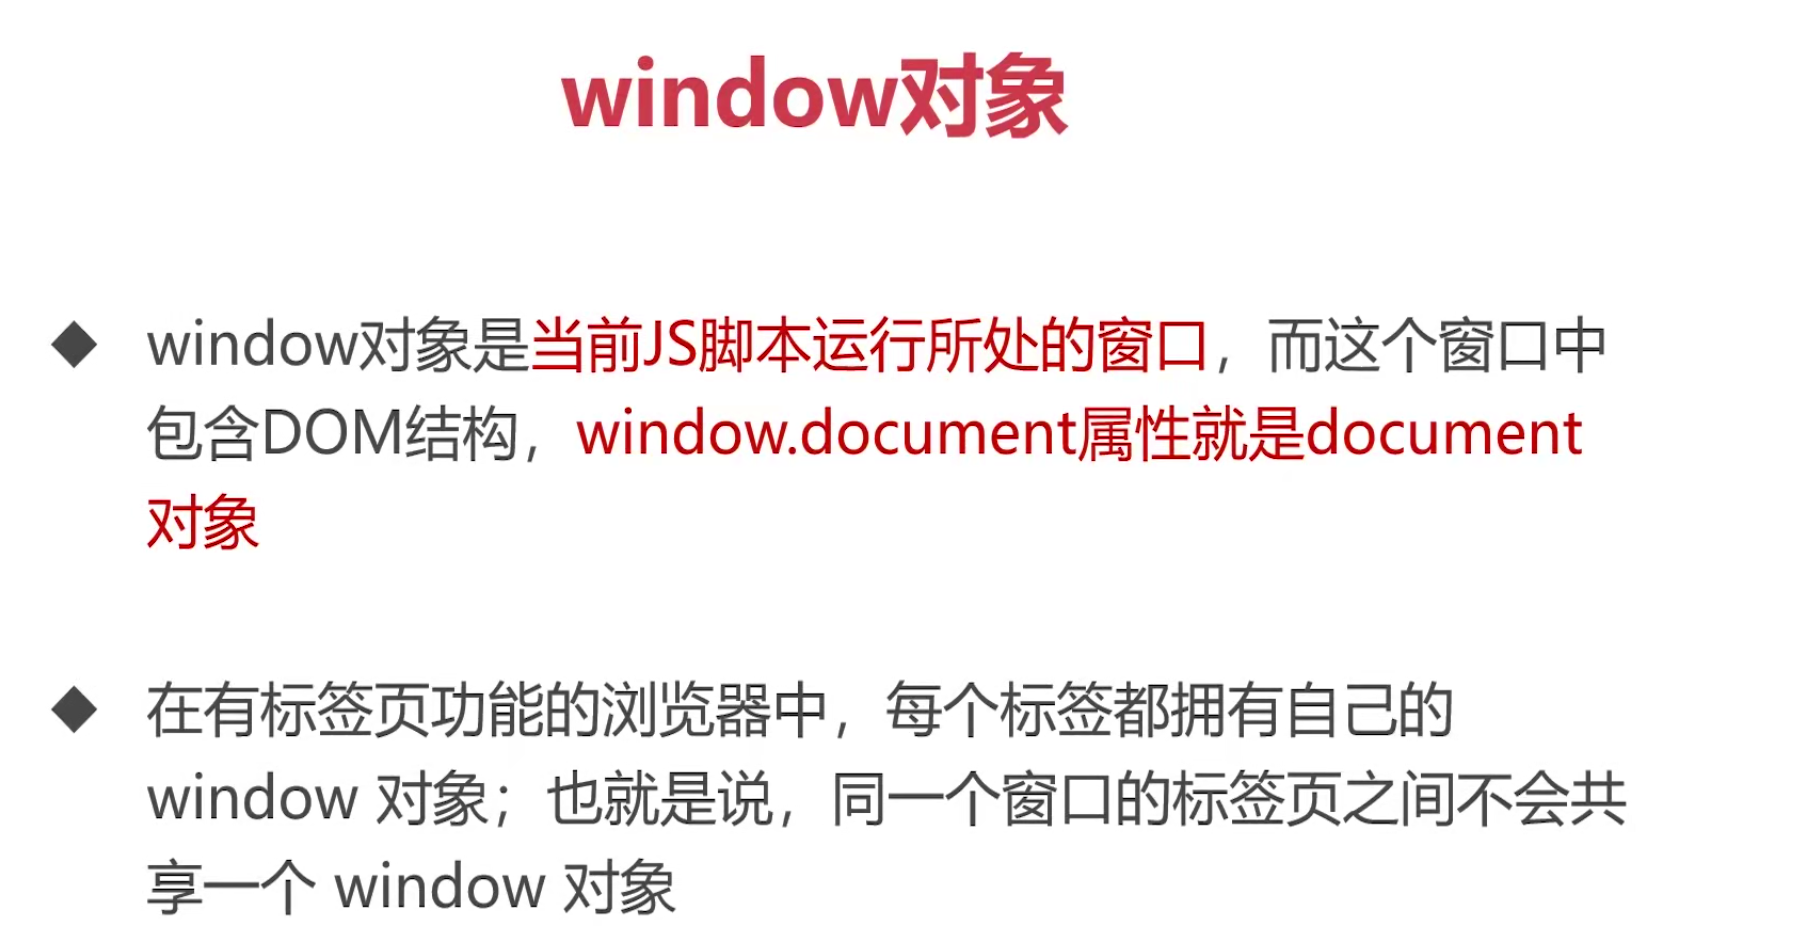 window对象
◆ window对象是当前JS脚本运行所处的窗口，而这个窗口中
包含DOM结构，window.document属性就是document
对象
◆ 在有标签页功能的浏览器中，每个标签都拥有自己的
window 对象；也就是说，同一个窗口的标签页之间不会共
享一个 window 对象